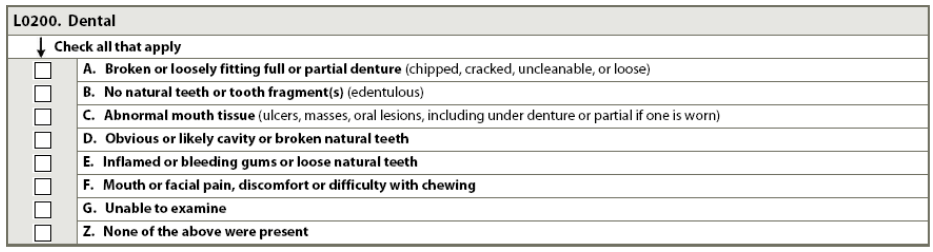 L0200. Dental
Check all that apply
A. Broken or loosely fitting full or partial denture (chipped, cracked, uncleanable, or loose)
B. No natural teeth or tooth fragment(s) (edentulous)
C. Abnormal mouth tissue (ulcers, masses, oral lesions, including under denture or partial if one is worn)
D. Obvious or likely cavity or broken natural teeth
E. Inflamed or bleeding gums or loose natural teeth
F. Mouth or facial pain, discomfort or difficulty with chewing
G. Unable to examine
Z. None of the above were present